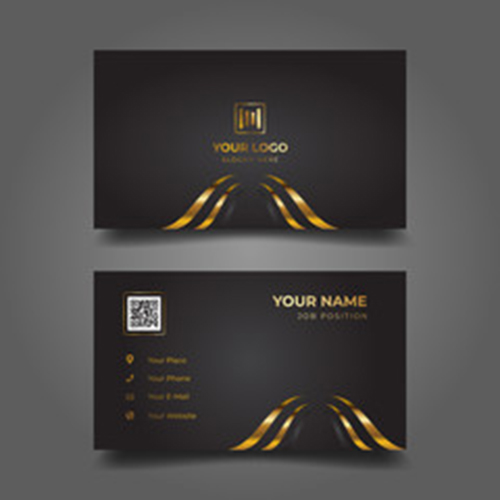 YOUR LOGO
SLOGAN HERE
YOUR NAME
JOB POSITION
Your Place
Your Phone
Your E-Mail
Your Website